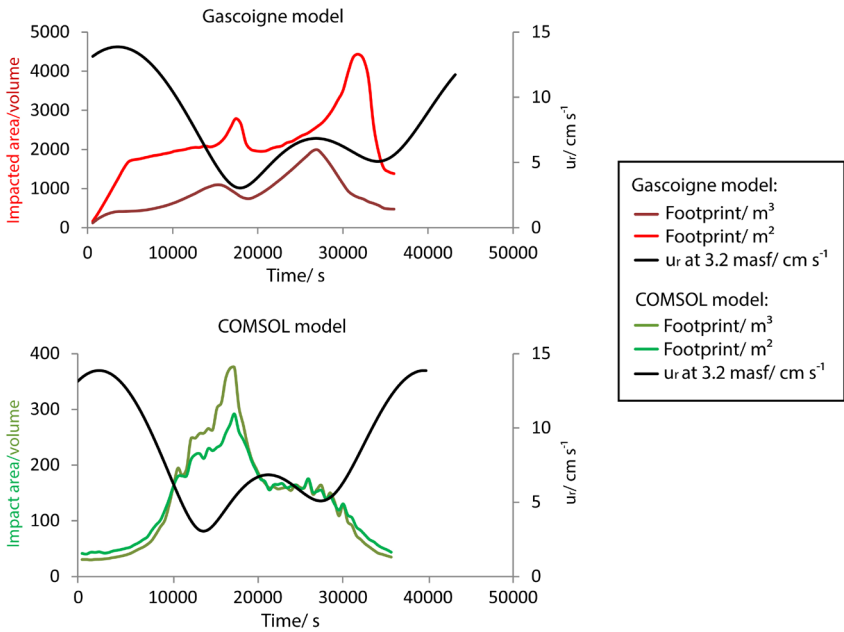 Gascoigne model
Impacted area/volume
5000
4000
3000
2000
1000
0
15
10
5
0
uᵣ/ cm s⁻¹
0 10000 20000 30000 40000 50000
Time/ s
COMSOL model
Impact area/volume
400
300
200
100
0
15
10
5
0
uᵣ/ cm s⁻¹
0 10000 20000 30000 40000 50000
Time/ s
Gascoigne model:
Footprint/ m³
Footprint/ m²
uᵣ at 3.2 masf/ cm s⁻¹
COMSOL model:
Footprint/ m³
Footprint/ m²
uᵣ at 3.2 masf/ cm s⁻¹